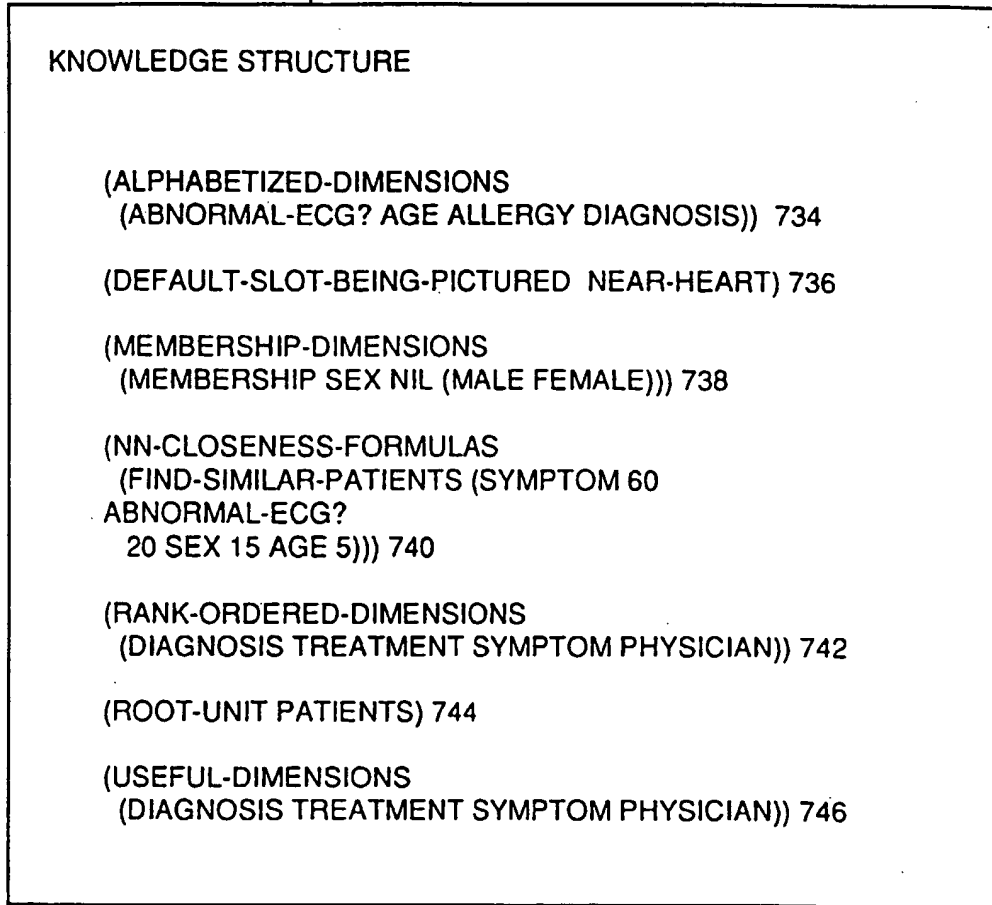 KNOWLEDGE STRUCTURE
(ALPHABETIZED-DIMENSIONS
(ABNORMAL-ECG? AGE ALLERGY DIAGNOSIS)) 734
(DEFAULT-SLOT-BEING-PICTURED NEAR-HEART) 736
(MEMBERSHIP-DIMENSIONS
(MEMBERSHIP SEX NIL (MALE FEMALE))) 738
(NN-CLOSENESS-FORMULAS
(FIND-SIMILAR-PATIENTS (SYMPTOM 60
ABNORMAL-ECG?
20 SEX 15 AGE 5))) 740
(RANK-ORDERED-DIMENSIONS
(DIAGNOSIS TREATMENT SYMPTOM PHYSICIAN)) 742
(ROOT-UNIT PATIENTS) 744
(USEFUL-DIMENSIONS
(DIAGNOSIS TREATMENT SYMPTOM PHYSICIAN)) 746